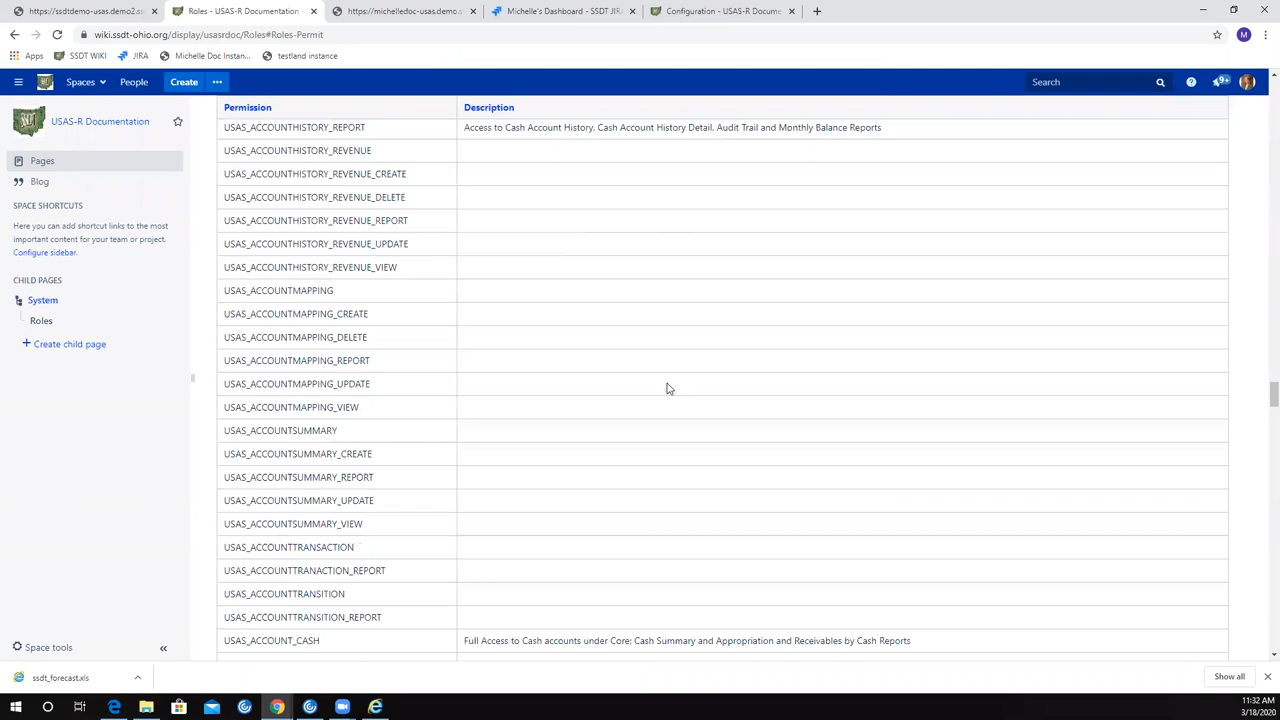 https://ssdtdemo-usas.demo2.ss
Roles - USAS-R Documentation -
https://michelledoc-usas.demo.s
Michelle's Dashboard - SSDT JIR
Configuration - USAS-R Docume
wiki.ssdt-ohio.org/display/usasrdoc/Roles#Roles-Permit
M
Apps
SSDT WIKI
JIRA
Michelle Doc Instan...
testland instance
Spaces
People
Create
Search
9+
USAS-R Documentation
Pages
Blog
SPACE SHORTCUTS
Here you can add shortcut links to the most
important content for your team or project.
Configure sidebar.
CHILD PAGES
System
Roles
+ Create child page
Space tools
Permission Description
USAS_ACCOUNTHISTORY_REPORT Access to Cash Account History, Cash Account History Detail, Audit Trail and Monthly Balance Reports
USAS_ACCOUNTHISTORY_REVENUE
USAS_ACCOUNTHISTORY_REVENUE_CREATE
USAS_ACCOUNTHISTORY_REVENUE_DELETE
USAS_ACCOUNTHISTORY_REVENUE_REPORT
USAS_ACCOUNTHISTORY_REVENUE_UPDATE
USAS_ACCOUNTHISTORY_REVENUE_VIEW
USAS_ACCOUNTMAPPING
USAS_ACCOUNTMAPPING_CREATE
USAS_ACCOUNTMAPPING_DELETE
USAS_ACCOUNTMAPPING_REPORT
USAS_ACCOUNTMAPPING_UPDATE
USAS_ACCOUNTMAPPING_VIEW
USAS_ACCOUNTSUMMARY
USAS_ACCOUNTSUMMARY_CREATE
USAS_ACCOUNTSUMMARY_REPORT
USAS_ACCOUNTSUMMARY_UPDATE
USAS_ACCOUNTSUMMARY_VIEW
USAS_ACCOUNTTRANSACTION
USAS_ACCOUNTTRANACTION_REPORT
USAS_ACCOUNTTRANSITION
USAS_ACCOUNTTRANSITION_REPORT
USAS_ACCOUNT_CASH Full Access to Cash accounts under Core; Cash Summary and Appropriation and Receivables by Cash Reports
ssdt_forecast.xls
Show all
11:32 AM
3/18/2020